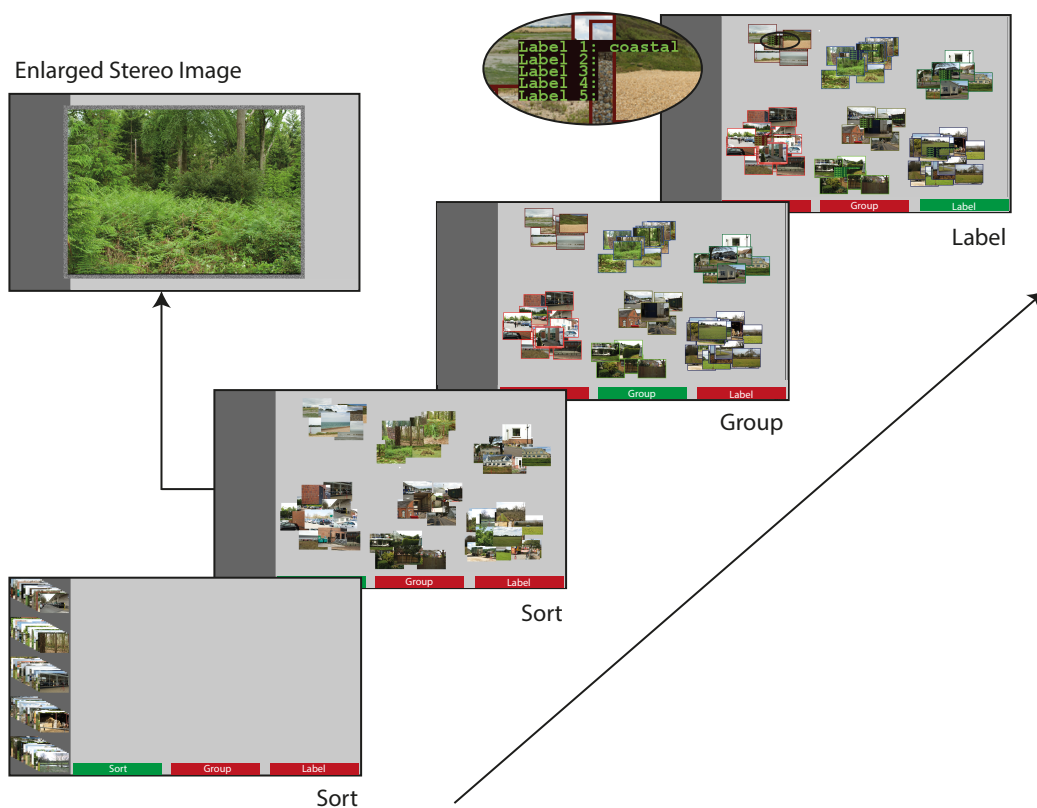 Label 1: coastal
Label 2:
Label 3:
Label 4:
Label 5:
Enlarged Stereo Image
Group
Label
Label
Group
Label
Group
Group
Label
Sort
Sort
Group
Label
Sort